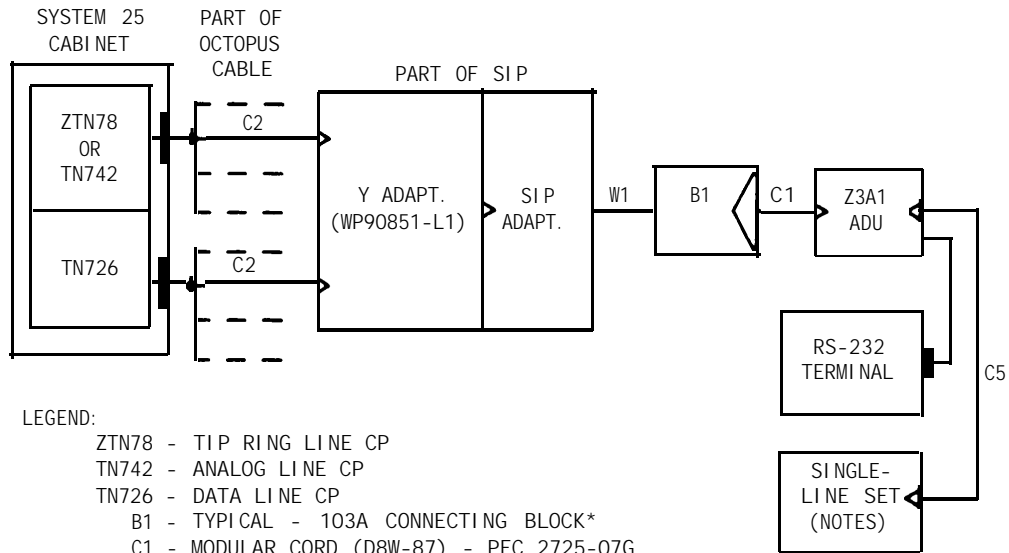 SYSTEM 25
CABINET
PART OF
OCTOPUS
CABLE
PART OF SIP
ZTN78
OR
TN742
TN726
C2
C2
Y ADAPT.
(WP90851-L1)
SIP
ADAPT.
W1
B1
C1
Z3A1
ADU
RS-232
TERMINAL
C5
SINGLE-
LINE SET
(NOTES)
LEGEND:
ZTN78 - TIP RING LINE CP
TN742 - ANALOG LINE CP
TN726 - DATA LINE CP
B1 - TYPICAL - 103A CONNECTING BLOCK*
C1 - MODULAR CORD (D8W-87) - PEC 2725-07G